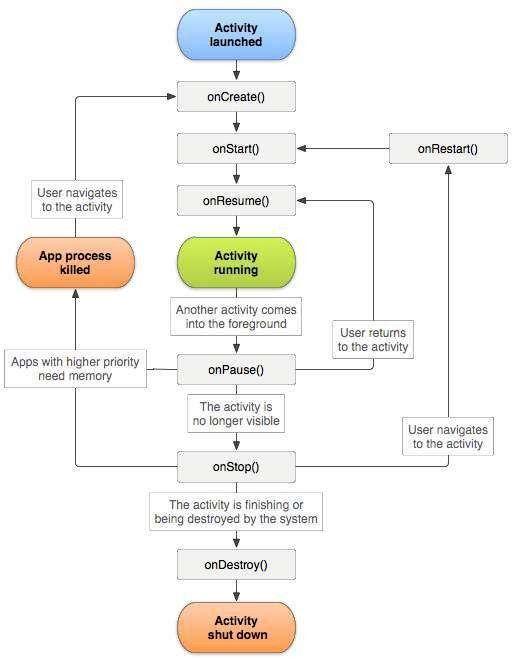 Activity
launched
onCreate()
onStart()
onRestart()
User navigates
to the activity
onResume()
App process
killed
Activity
running
Another activity comes
into the foreground
User returns
to the activity
Apps with higher priority
need memory
onPause()
The activity is
no longer visible
User navigates
to the activity
onStop()
The activity is finishing or
being destroyed by the system
onDestroy()
Activity
shut down